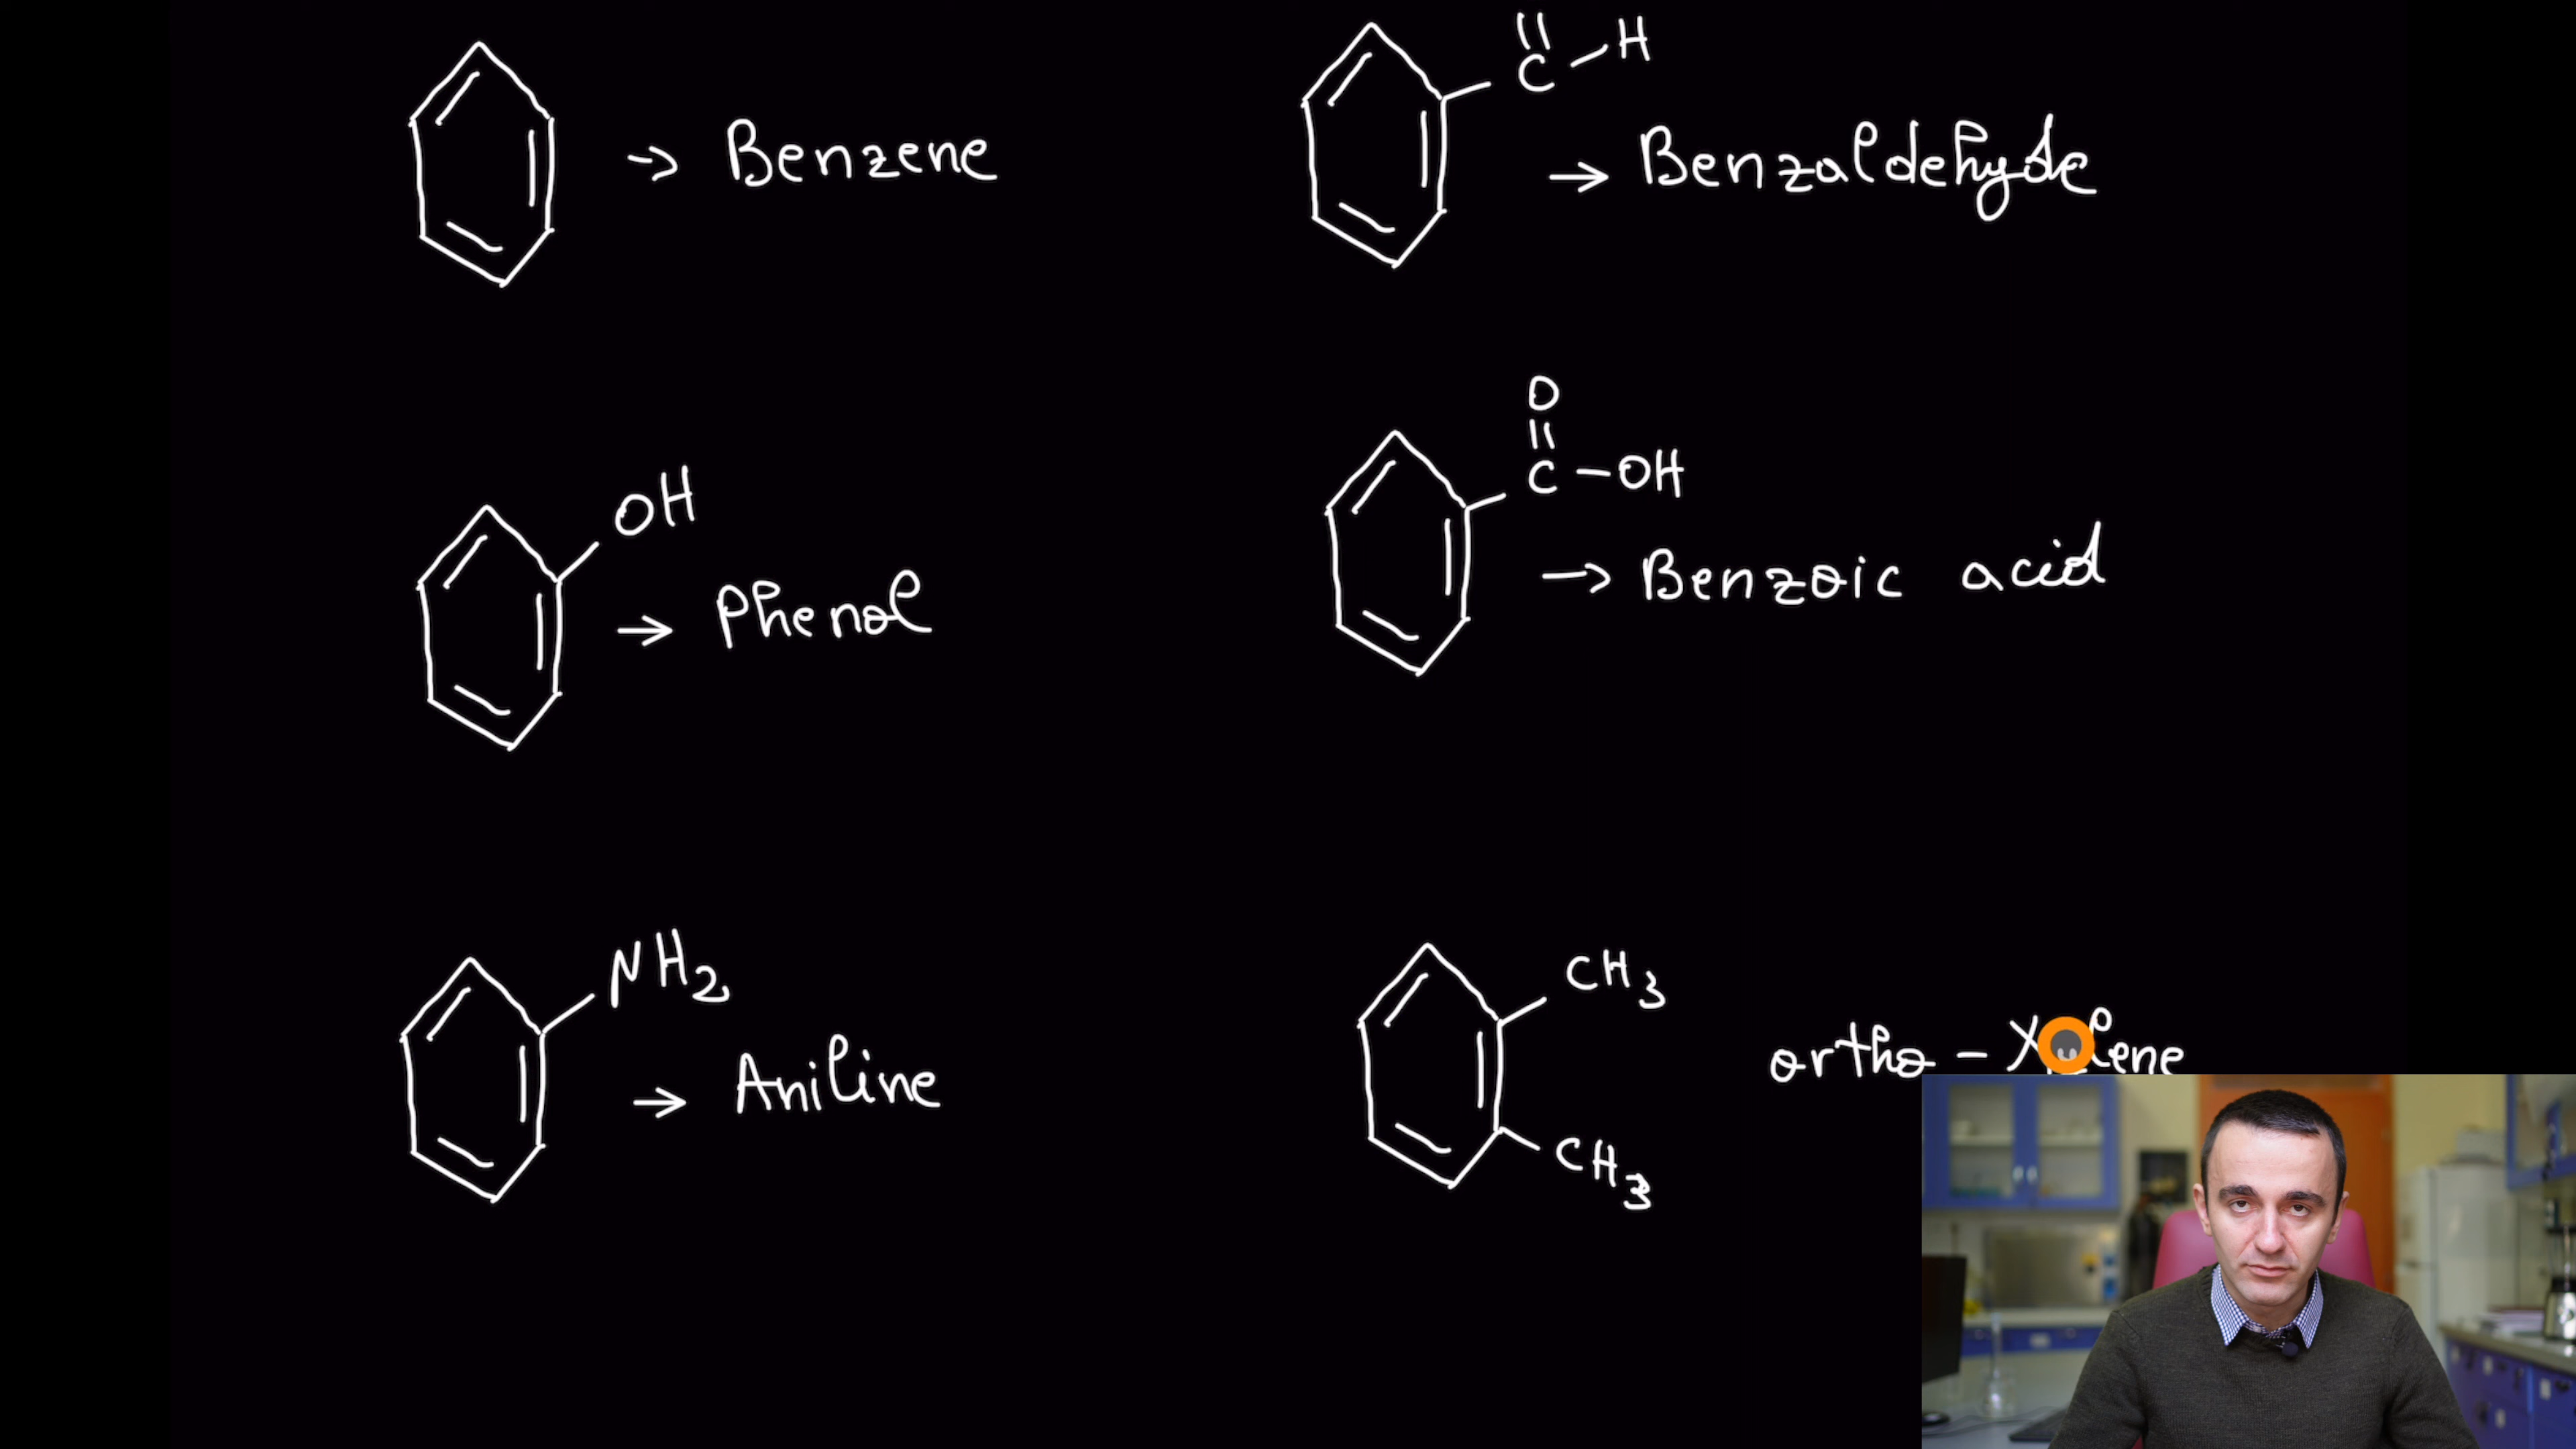 C - H
→ Benzene
→ Benzaldehyde
O
C - OH
OH
→ Phenol
→ Benzoic acid
NH2
→ Aniline
CH3
ortho -
CH3